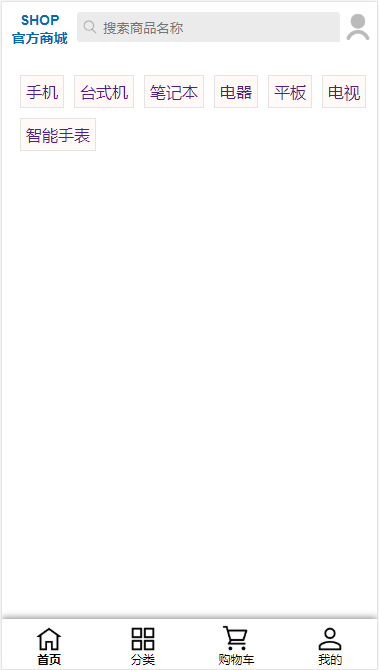 SHOP
官方商城
搜索商品名称
手机 台式机 笔记本 电器 平板 电视
智能手表
首页 分类 购物车 我的